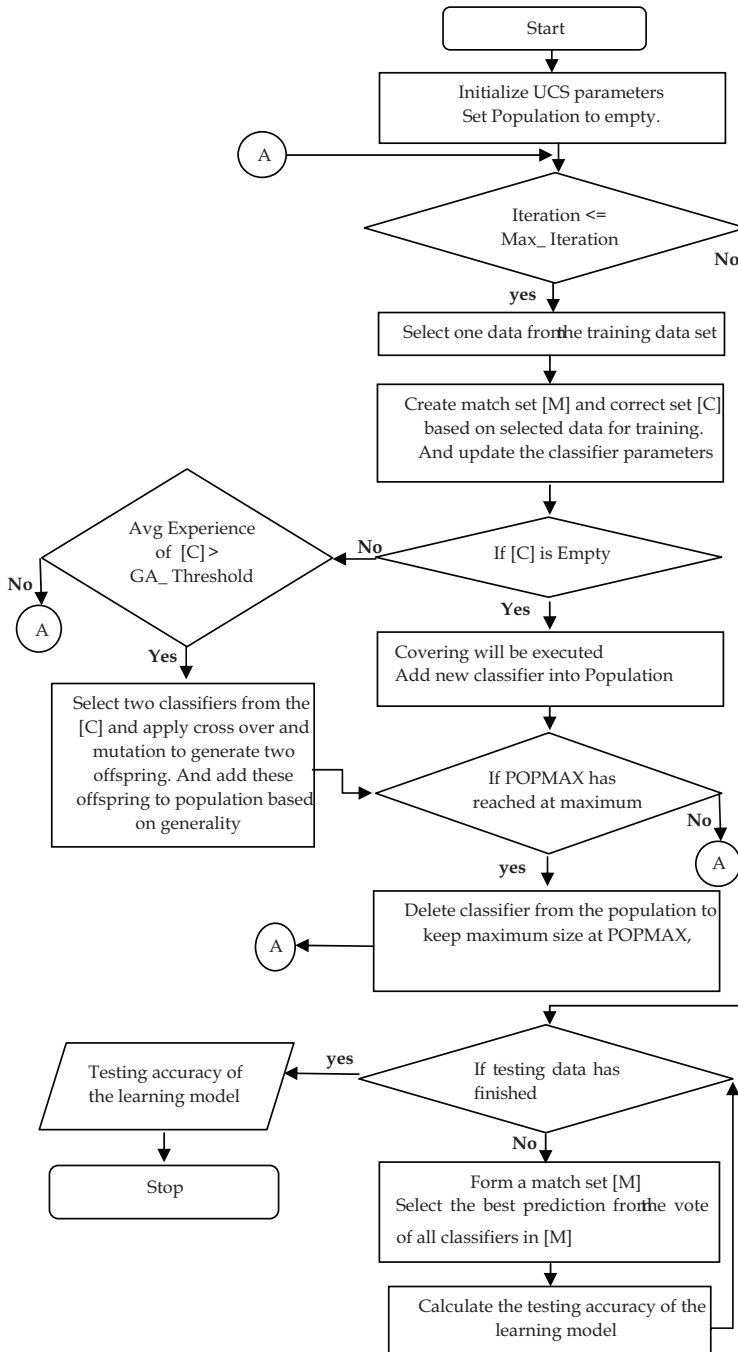 Start
Initialize UCS parameters
Set Population to empty.
A
Iteration <=
Max_ Iteration
No
yes
Select one data from the training data set
Create match set [M] and correct set [C]
based on selected data for training.
And update the classifier parameters
Avg Experience
of [C] >
GA_ Threshold
No
If [C] is Empty
No
A
Yes
Yes
Covering will be executed
Add new classifier into Population
Select two classifiers from the
[C] and apply cross over and
mutation to generate two
offspring. And add these
offspring to population based
on generality
If POPMAX has
reached at maximum
No
A
yes
Delete classifier from the population to
keep maximum size at POPMAX,
A
Testing accuracy of
the learning model
yes
If testing data has
finished
No
Stop
Form a match set [M]
Select the best prediction from the vote
of all classifiers in [M]
Calculate the testing accuracy of the
learning model